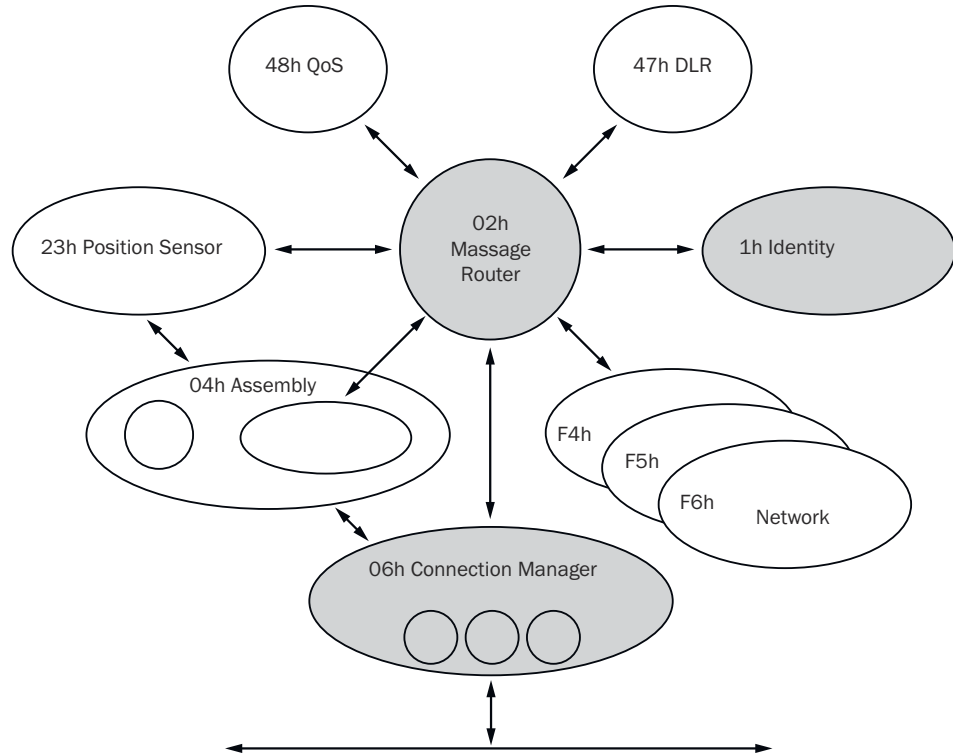 48h QoS
47h DLR
02h
Massage
Router
23h Position Sensor
1h Identity
04h Assembly
F4h
F5h
F6h
Network
06h Connection Manager